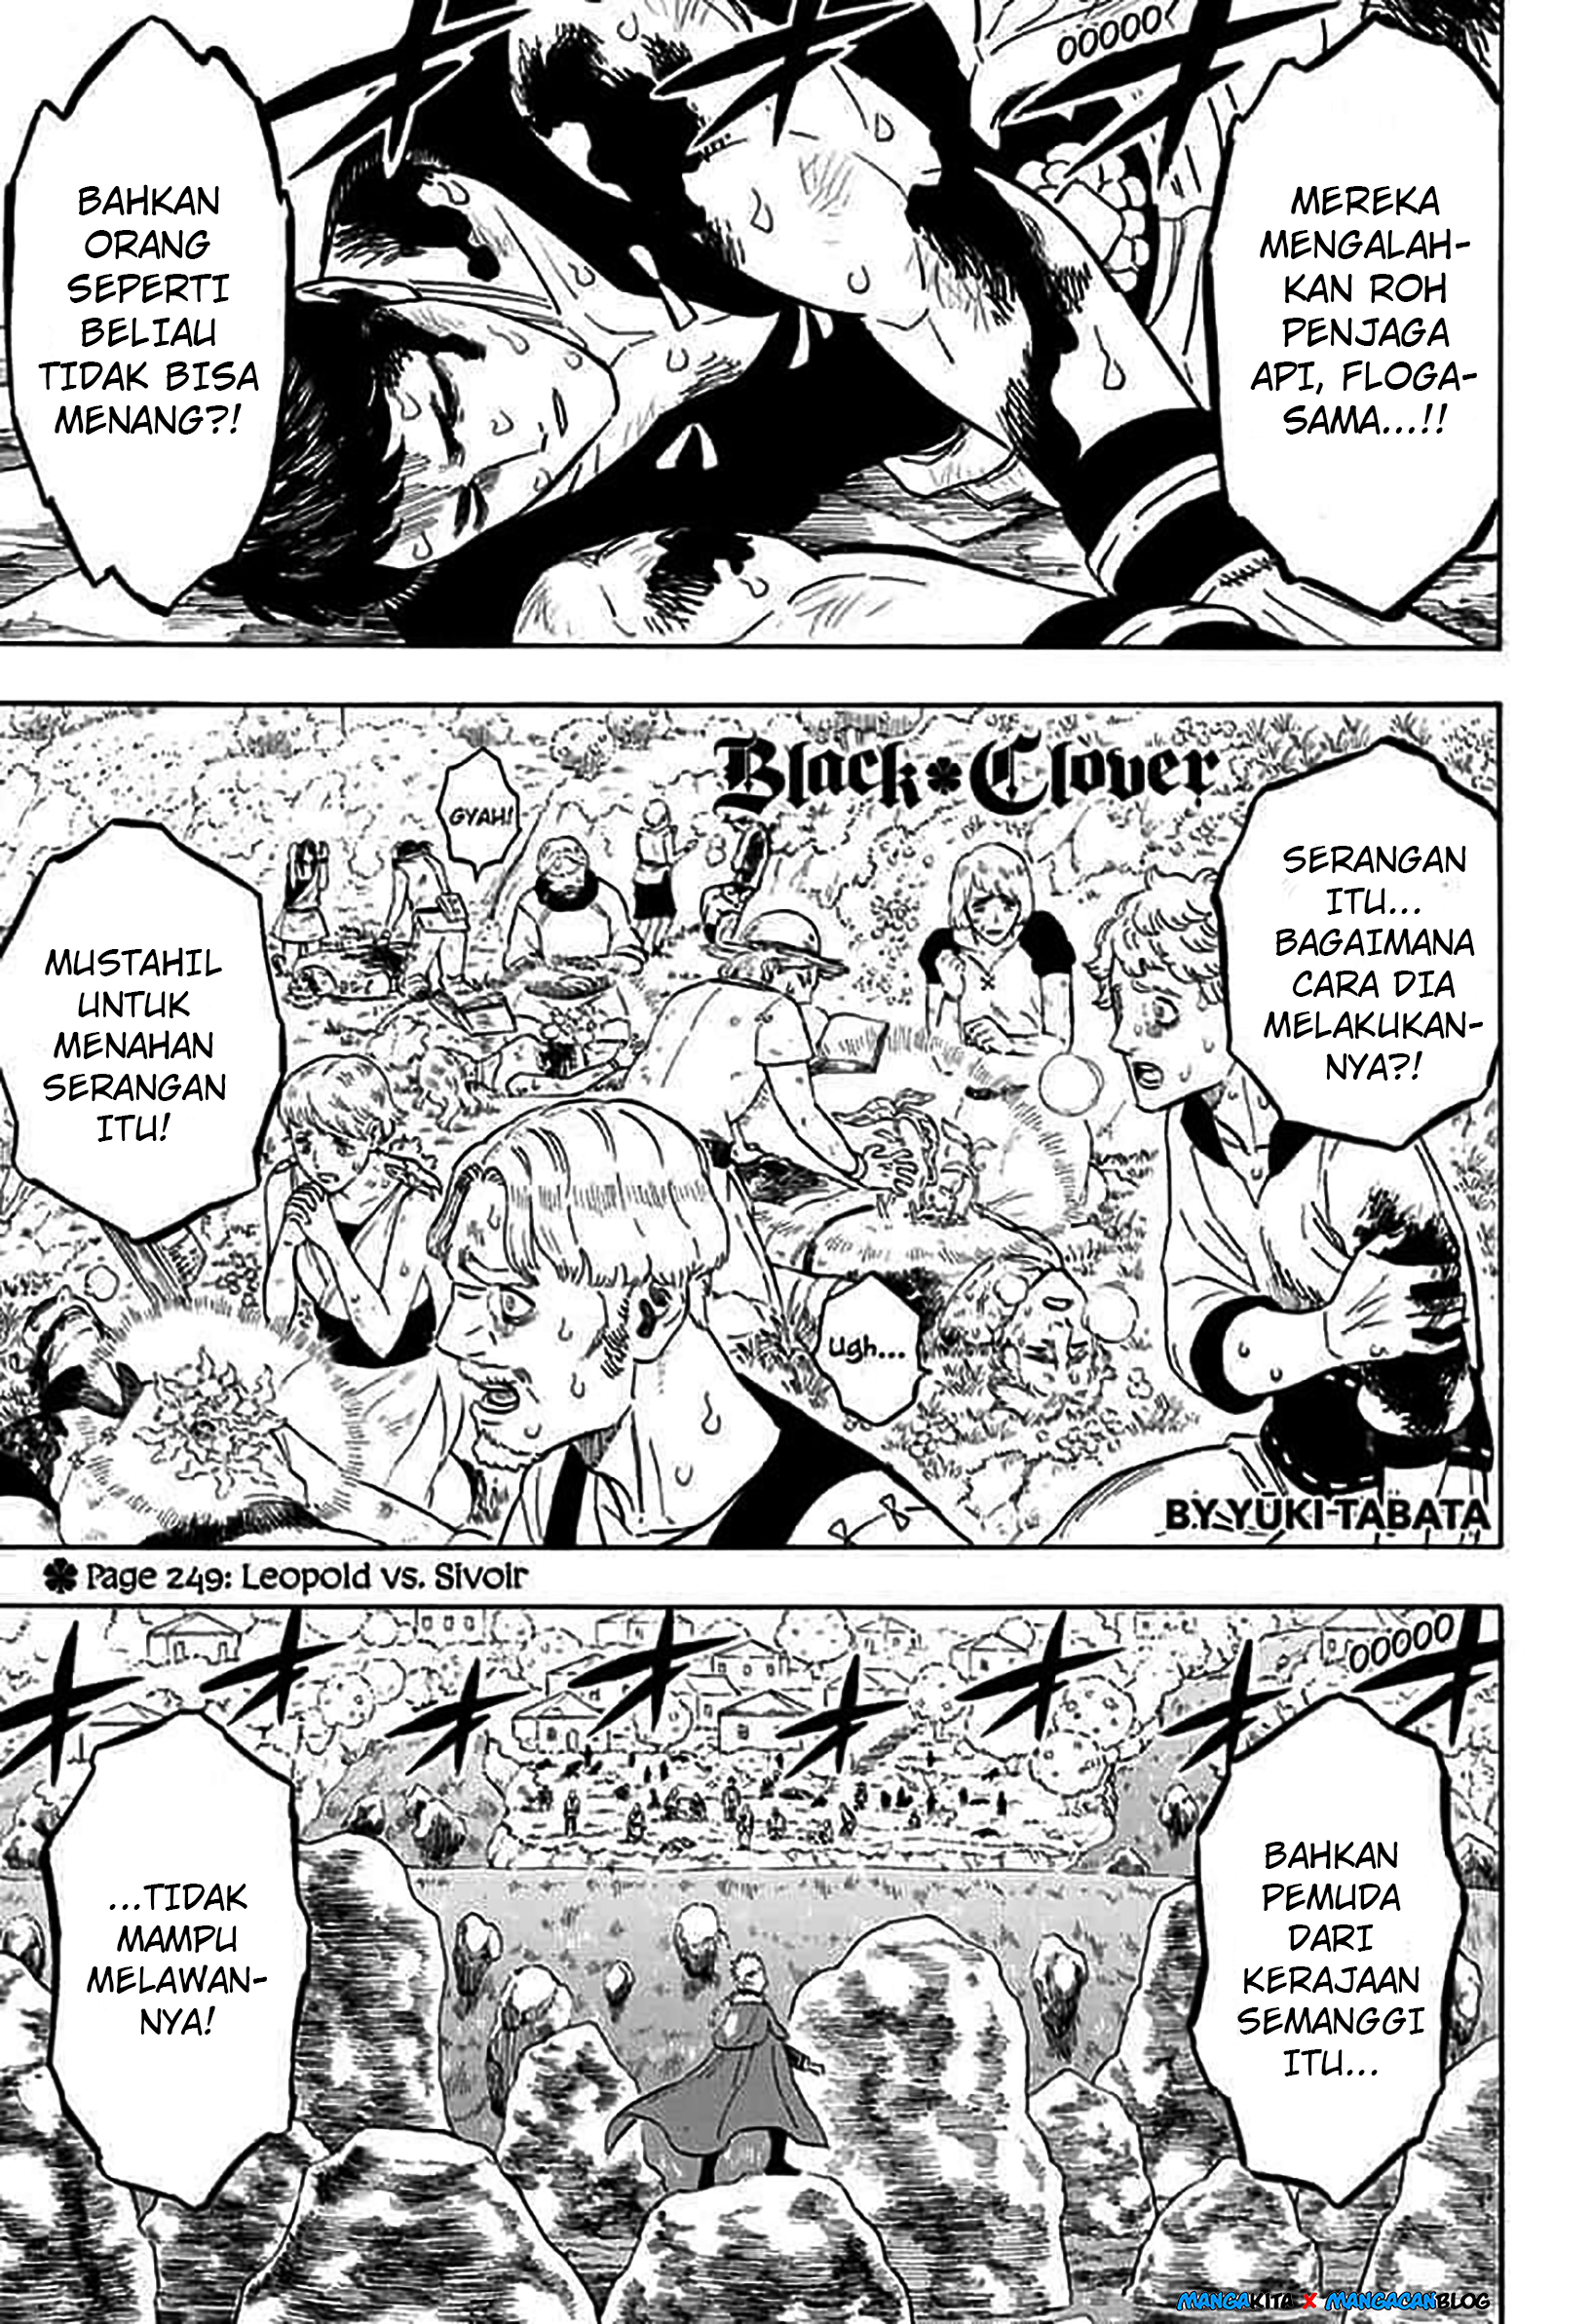 OOOOO
MEREKA
MENGALAH-
KAN ROH
PENJAGA
API, FLOGA-
SAMA...!!
BAHKAN
ORANG
SEPERTI
BELIAU
TIDAK BISA
MENANG?!
Black Clover
SERANGAN
ITU...
BAGAIMANA
CARA DIA
MELAKUKAN-
NYA?!
GYAH!
MUSTAHIL
UNTUK
MENAHAN
SERANGAN
ITU!
Ugh...
BY YŪKI TABATA
Page 249: Leopold vs. Sivoir
OOOOO
BAHKAN
PEMUDA
DARI
KERAJAAN
SEMANGGI
ITU...
...TIDAK
MAMPU
MELAWAN-
NYA!
MANGAKITA X MANGACANBLOG